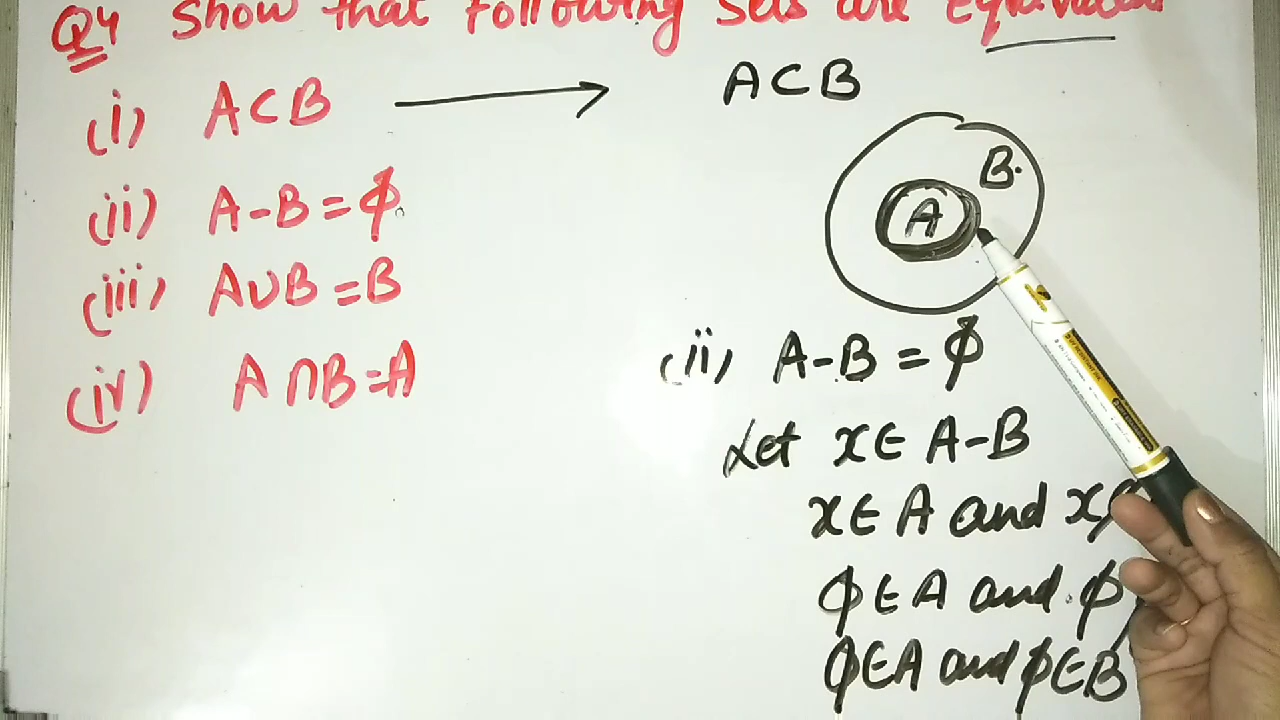 Q4 Show that Following Sets are Equivalent
(i) A⊂B → A⊂B
B.
A
(ii) A-B=ϕ
(iii) A∪B=B
(iv) A∩B=A
(ii) A-B=ϕ
Let x∈ A-B
x∈A and x
ϕ∈A and ϕ
ϕ∈A and ϕ∈B